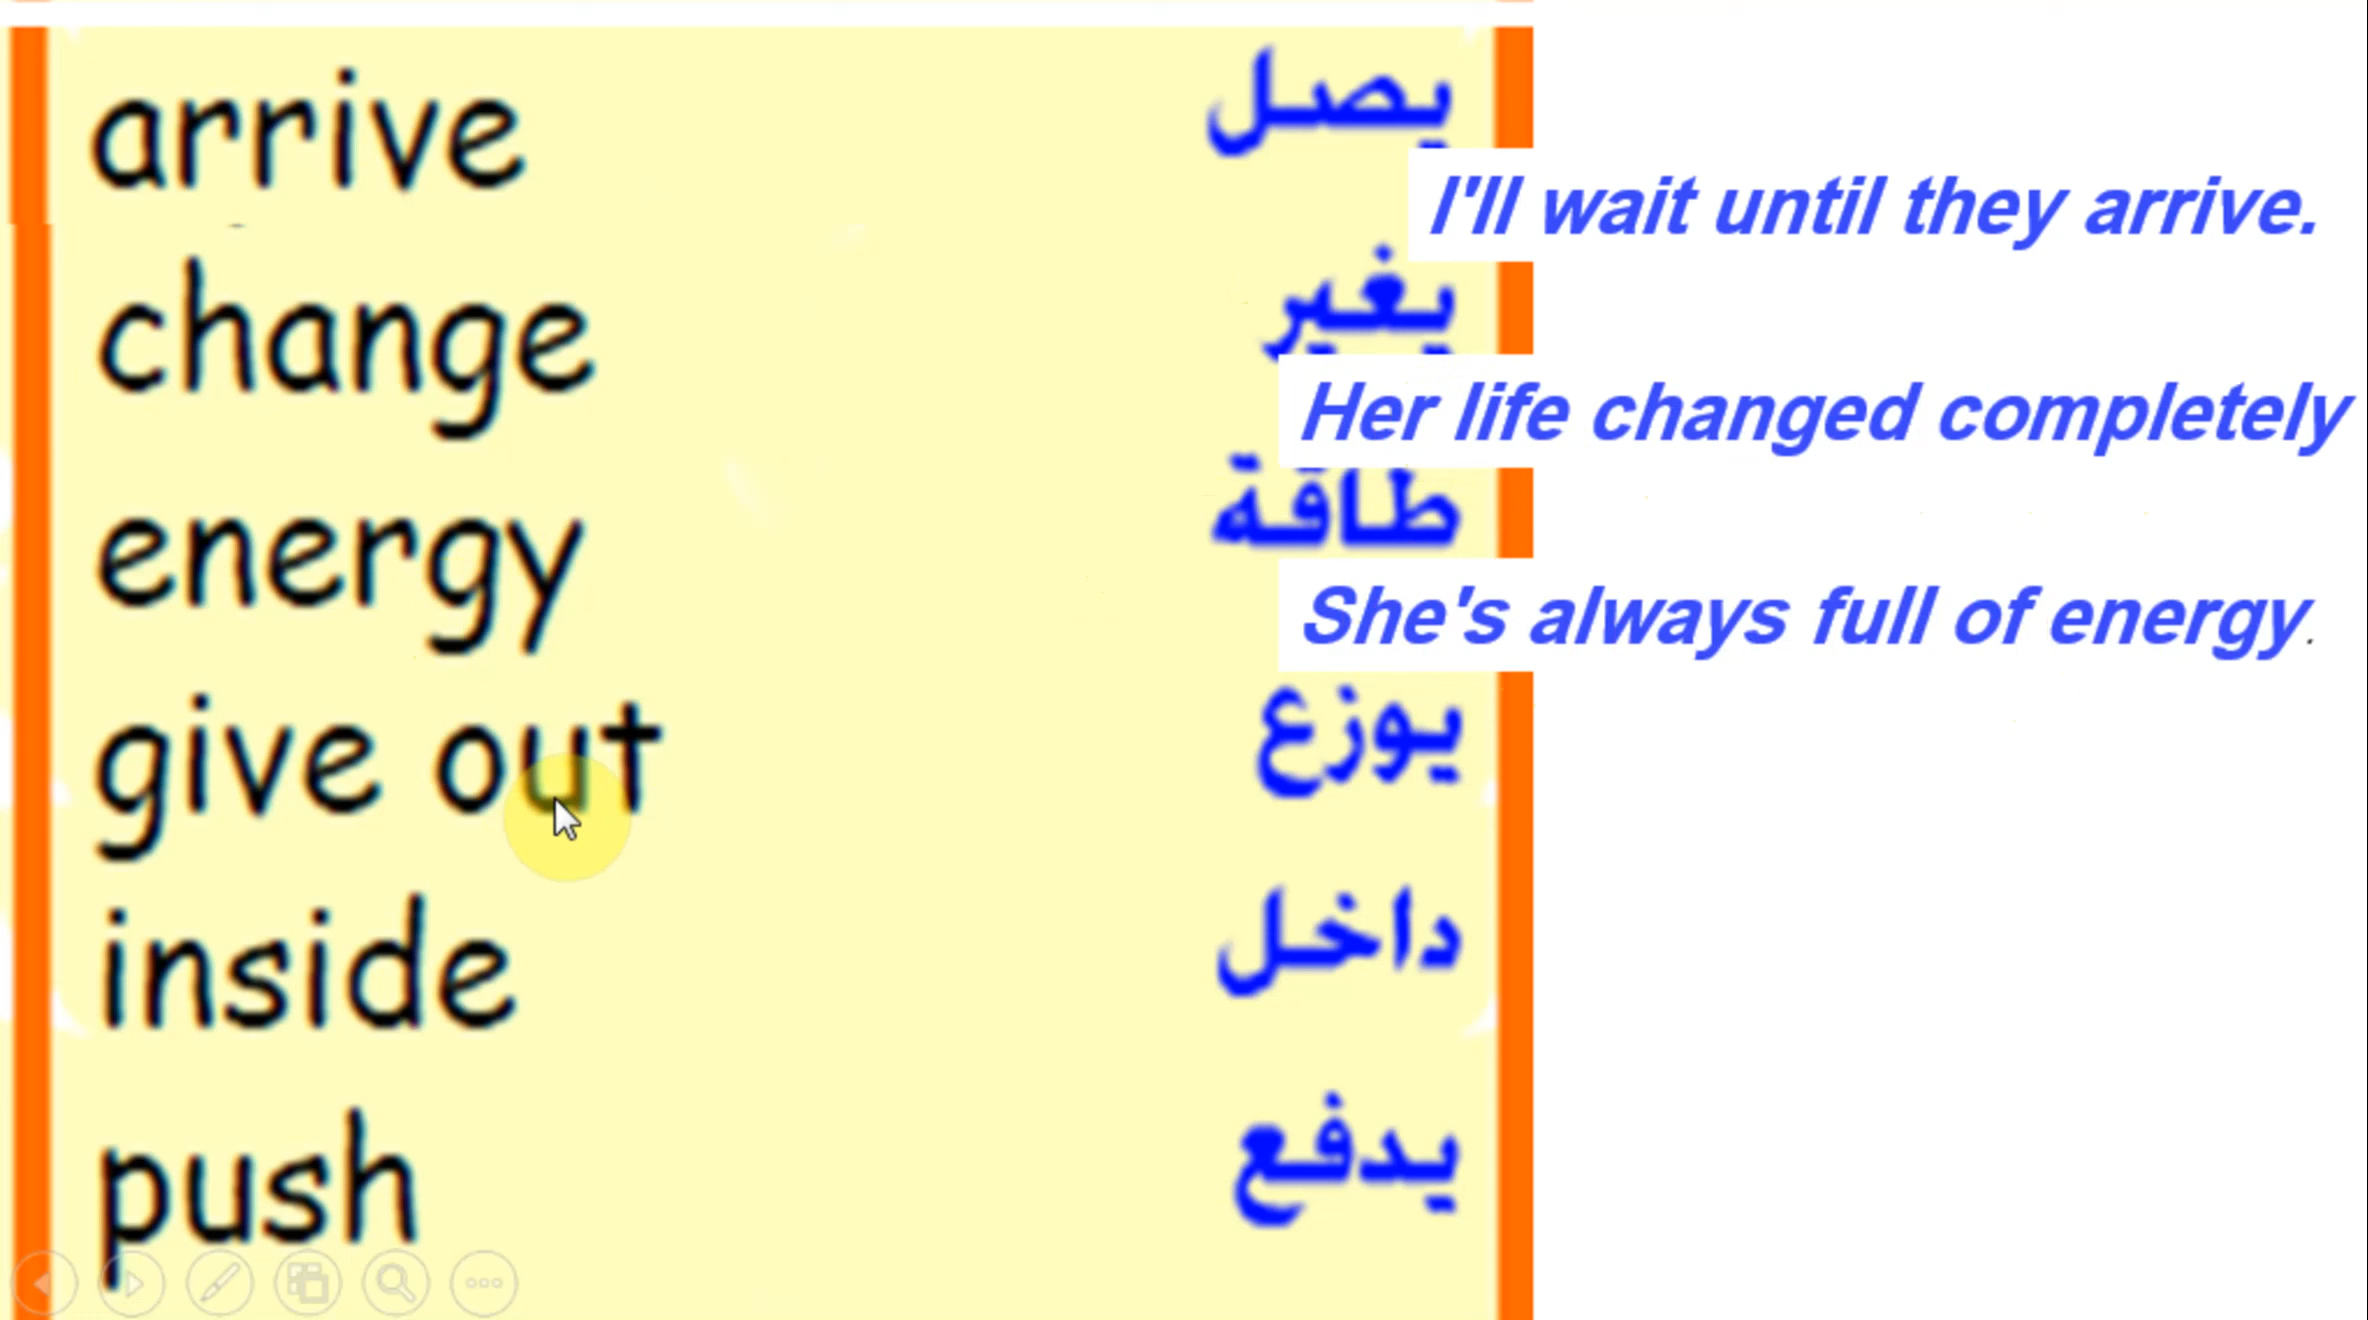 arrive يصل
I'll wait until they arrive.
change يغير
Her life changed completely
energy طاقة
She's always full of energy.
give out يوزع
inside داخل
push يدفع